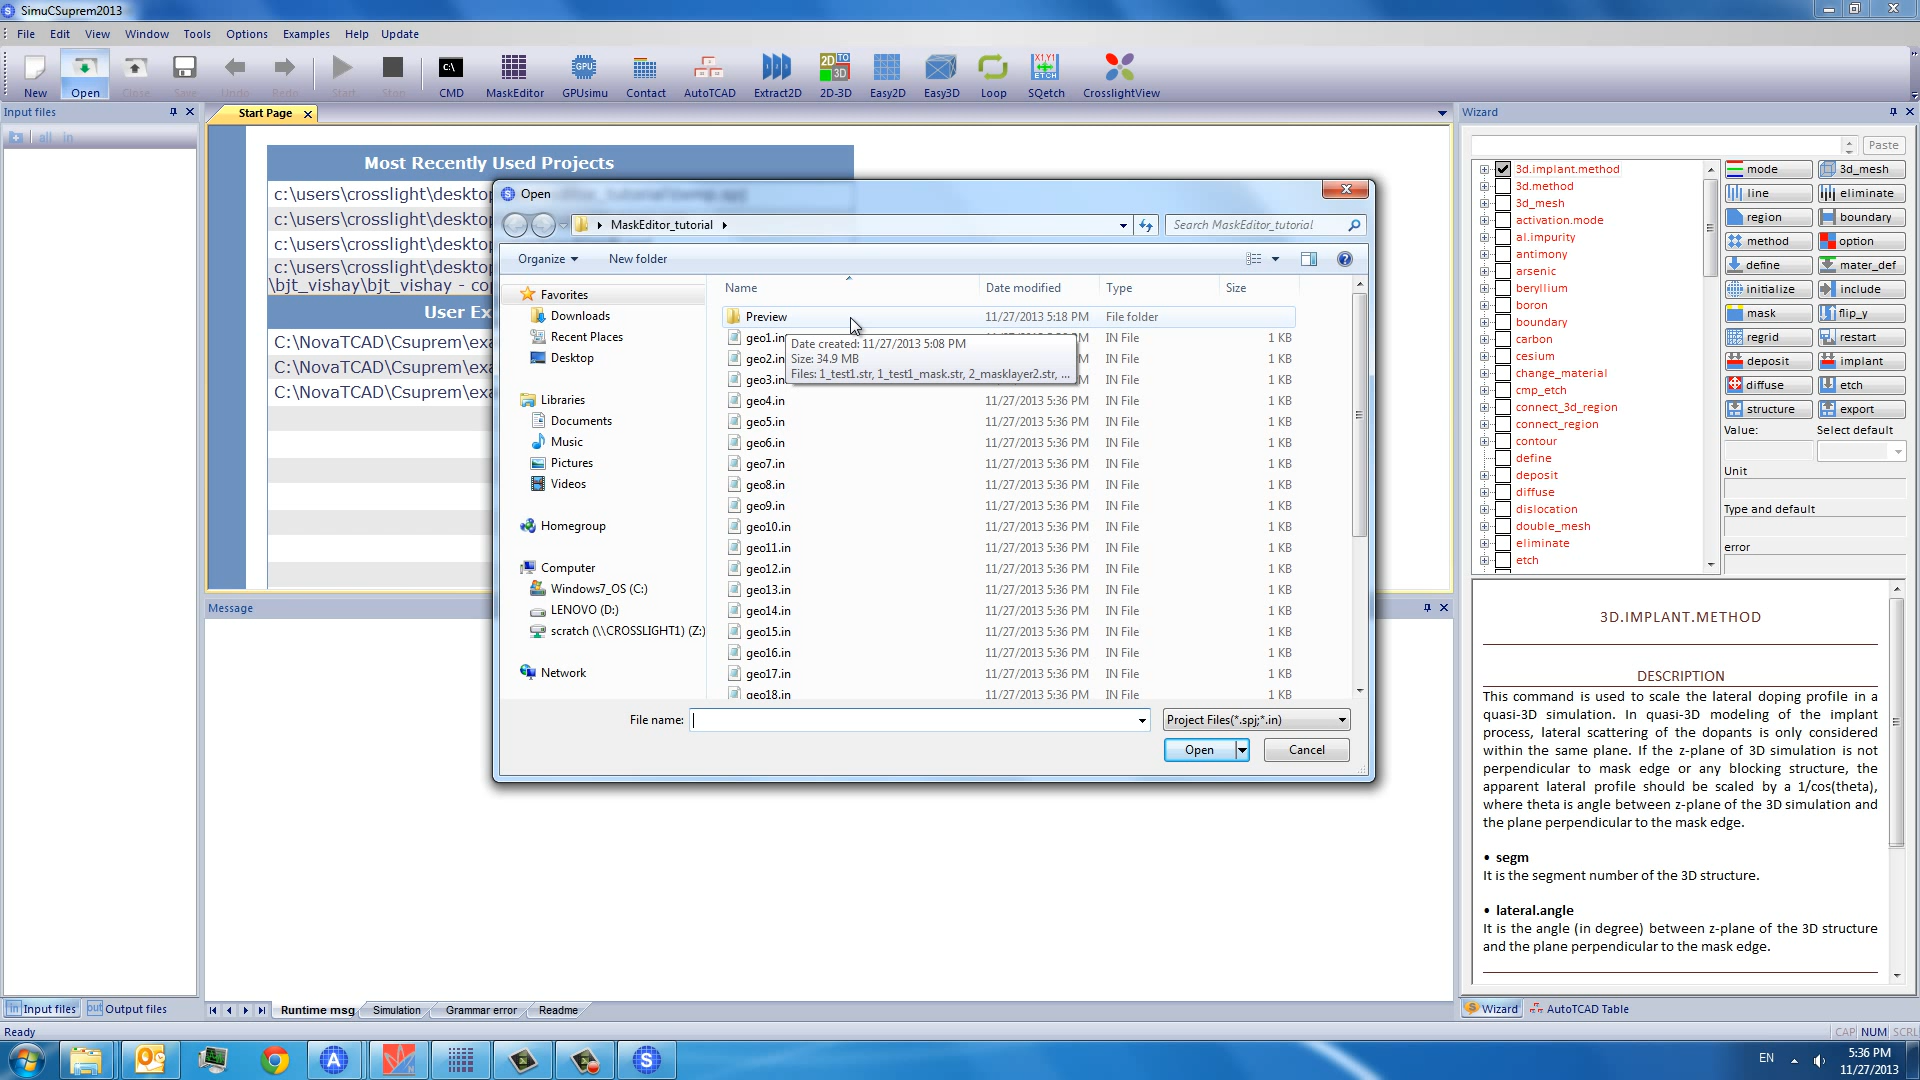 SimuCSuprem2013
File Edit View Window Tools Options Examples Help Update
New Open Close Save Undo Redo Start Stop CMD MaskEditor GPUsimu Contact AutoTCAD Extract2D 2D-3D Easy2D Easy3D Loop SQetch CrosslightView
Input files
all in
Start Page
Most Recently Used Projects
c:\users\crosslight\desktop
c:\users\crosslight\desktop
c:\users\crosslight\desktop
c:\users\crosslight\desktop
\bjt_vishay\bjt_vishay - co
User Ex
C:\NovaTCAD\Csuprem\exa
C:\NovaTCAD\Csuprem\exa
C:\NovaTCAD\Csuprem\exa
Open
MaskEditor_tutorial
Search MaskEditor_tutorial
Organize New folder
Favorites
Downloads
Recent Places
Desktop
Libraries
Documents
Music
Pictures
Videos
Homegroup
Computer
Windows7_OS (C:)
LENOVO (D:)
scratch (\\CROSSLIGHT1) (Z:)
Network
Name Date modified Type Size
Preview 11/27/2013 5:18 PM File folder
geo1.in IN File 1 KB
geo2.in IN File 1 KB
geo3.in IN File 1 KB
Date created: 11/27/2013 5:08 PM
Size: 34.9 MB
Files: 1_test1.str, 1_test1_mask.str, 2_masklayer2.str, ...
geo4.in 11/27/2013 5:36 PM IN File 1 KB
geo5.in 11/27/2013 5:36 PM IN File 1 KB
geo6.in 11/27/2013 5:36 PM IN File 1 KB
geo7.in 11/27/2013 5:36 PM IN File 1 KB
geo8.in 11/27/2013 5:36 PM IN File 1 KB
geo9.in 11/27/2013 5:36 PM IN File 1 KB
geo10.in 11/27/2013 5:36 PM IN File 1 KB
geo11.in 11/27/2013 5:36 PM IN File 1 KB
geo12.in 11/27/2013 5:36 PM IN File 1 KB
geo13.in 11/27/2013 5:36 PM IN File 1 KB
geo14.in 11/27/2013 5:36 PM IN File 1 KB
geo15.in 11/27/2013 5:36 PM IN File 1 KB
geo16.in 11/27/2013 5:36 PM IN File 1 KB
geo17.in 11/27/2013 5:36 PM IN File 1 KB
geo18.in 11/27/2013 5:36 PM IN File 1 KB
File name:
Project Files(*.spj;*.in)
Open Cancel
Message
Runtime msg Simulation Grammar error Readme
Input files Output files
Wizard
Paste
3d.implant.method
3d.method
3d_mesh
activation.mode
al.impurity
antimony
arsenic
beryllium
boron
boundary
carbon
cesium
change_material
cmp_etch
connect_3d_region
connect_region
contour
define
deposit
diffuse
dislocation
double_mesh
eliminate
etch
mode 3d_mesh
line eliminate
region boundary
method option
define mater_def
initialize include
mask flip_y
regrid restart
deposit implant
diffuse etch
structure export
Value: Select default
Unit
Type and default
error
3D.IMPLANT.METHOD
DESCRIPTION
This command is used to scale the lateral doping profile in a
quasi-3D simulation. In quasi-3D modeling of the implant
process, lateral scattering of the dopants is only considered
within the same plane. If the z-plane of 3D simulation is not
perpendicular to mask edge or any blocking structure, the
apparent lateral profile should be scaled by a 1/cos(theta),
where theta is angle between z-plane of the 3D simulation and
the plane perpendicular to the mask edge.
• segm
It is the segment number of the 3D structure.
• lateral.angle
It is the angle (in degree) between z-plane of the 3D structure
and the plane perpendicular to the mask edge.
Wizard AutoTCAD Table
Ready
CAP NUM SCRL
EN
5:36 PM
11/27/2013